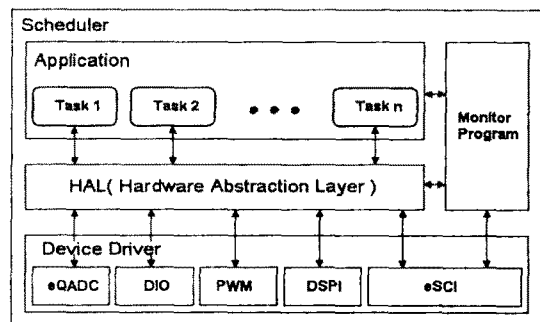 Scheduler
Application
Task 1 Task 2 • • • Task n
Monitor
Program
HAL( Hardware Abstraction Layer )
Device Driver
eQADC DIO PWM DSPI eSCI